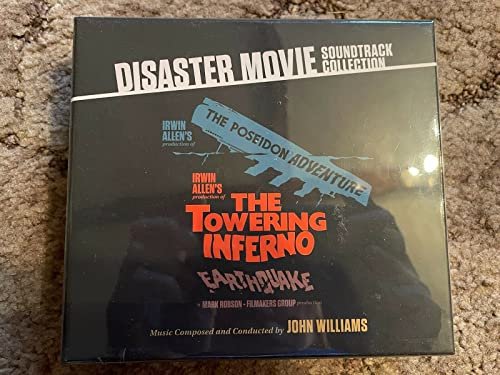 DISASTER MOVIE SOUNDTRACK
COLLECTION
IRWIN
ALLEN'S
production of
THE POSEIDON ADVENTURE
IRWIN
ALLEN'S
production of
THE
TOWERING
INFERNO
EARTHQUAKE
A MARK ROBSON - FILMAKERS GROUP production
Music Composed and Conducted by JOHN WILLIAMS